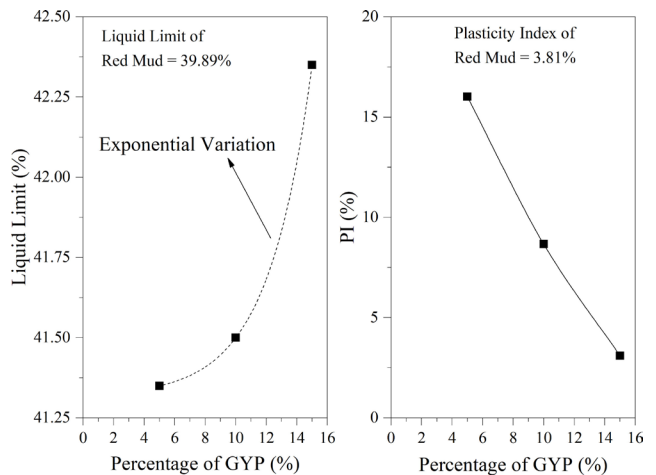 Liquid Limit of
Red Mud = 39.89%
Exponential Variation
Liquid Limit (%)
42.50
42.25
42.00
41.75
41.50
41.25
0 2 4 6 8 10 12 14 16
Percentage of GYP (%)
Plasticity Index of
Red Mud = 3.81%
PI (%)
20
15
10
5
0
0 2 4 6 8 10 12 14 16
Percentage of GYP (%)